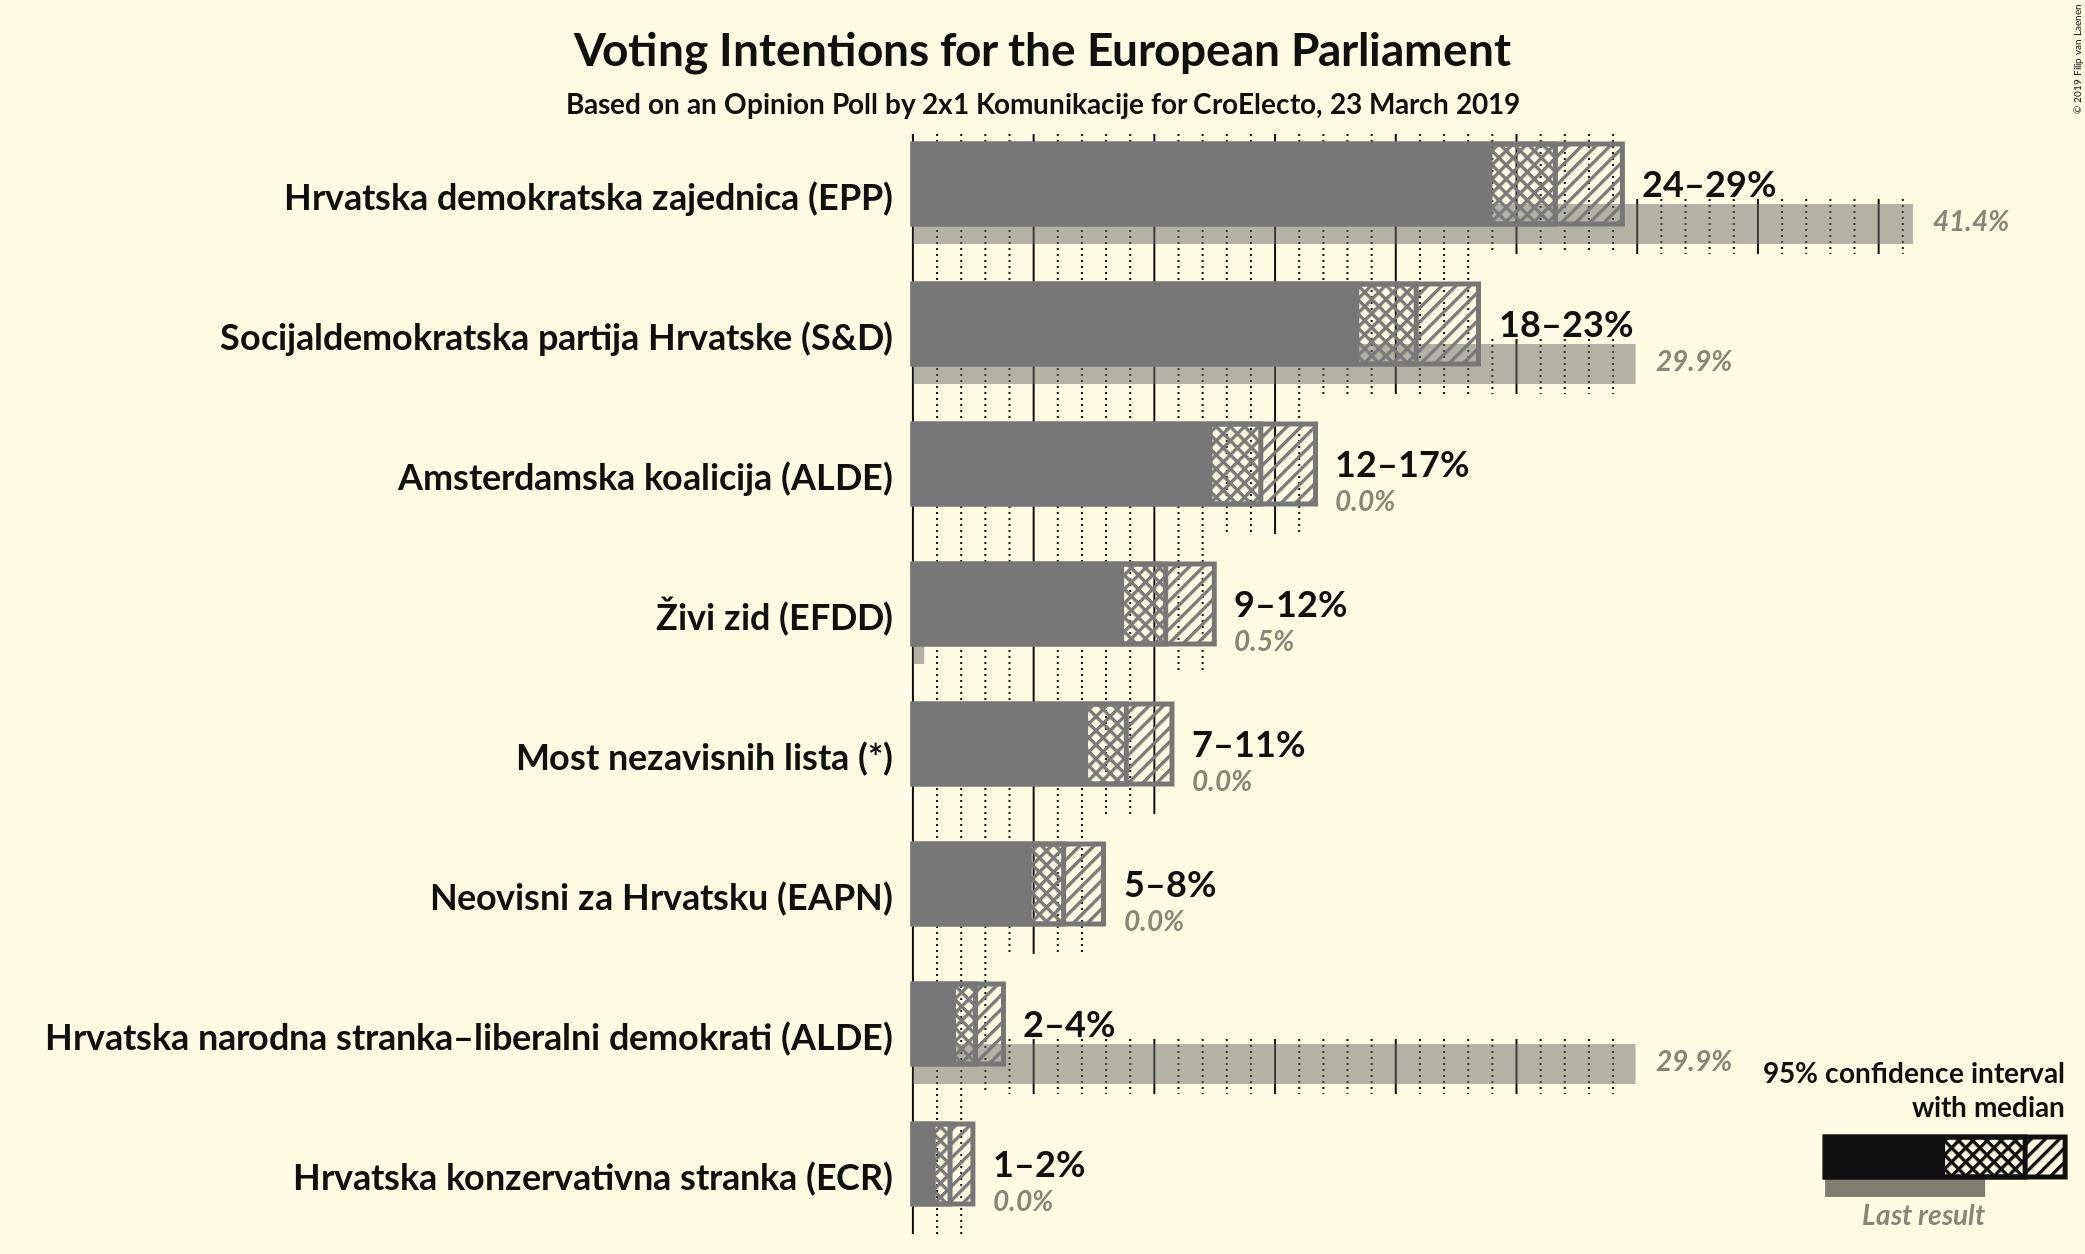 Voting Intentions for the European Parliament
Based on an Opinion Poll by 2x1 Komunikacije for CroElecto, 23 March 2019
© 2019 Filip van Laenen
Hrvatska demokratska zajednica (EPP)
24–29%
41.4%
Socijaldemokratska partija Hrvatske (S&D)
18–23%
29.9%
Amsterdamska koalicija (ALDE)
12–17%
0.0%
Živi zid (EFDD)
9–12%
0.5%
Most nezavisnih lista (*)
7–11%
0.0%
Neovisni za Hrvatsku (EAPN)
5–8%
0.0%
Hrvatska narodna stranka–liberalni demokrati (ALDE)
2–4%
29.9%
Hrvatska konzervativna stranka (ECR)
1–2%
0.0%
95% confidence interval
with median
Last result